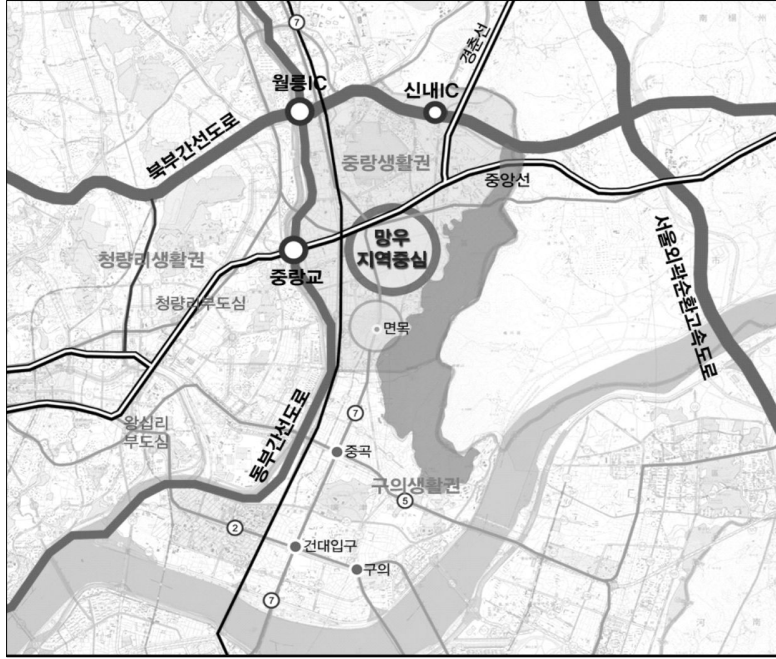 7
경춘선
월릉IC
신내IC
북부간선도로
중랑생활권
중앙선
망우
지역중심
청량리생활권
중랑교
청량리부도심
서울외곽순환고속도로
면목
동부간선도로
왕십리
부도심
7
중곡
구의생활권
5
2
건대입구
구의
7